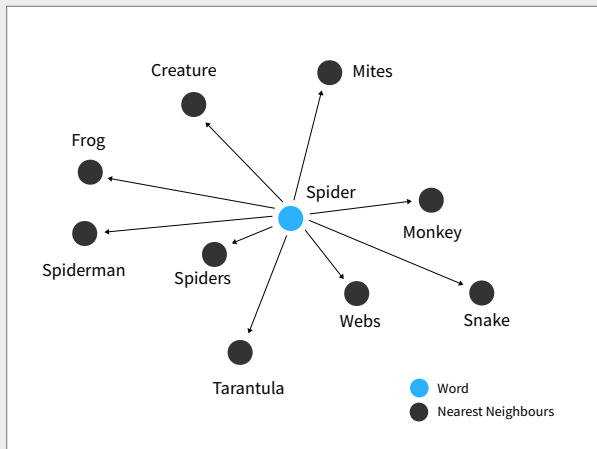 Creature
Mites
Frog
Spider
Monkey
Spiderman
Spiders
Webs
Snake
Tarantula
Word
Nearest Neighbours